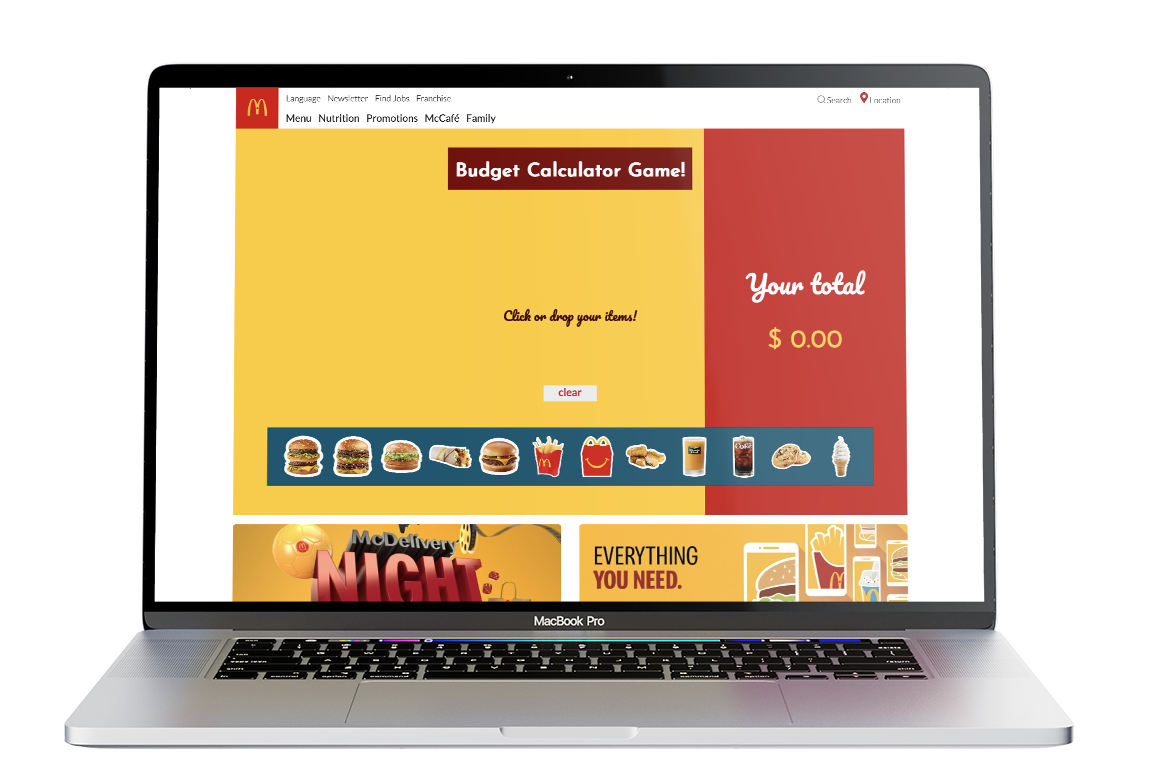 Language Newsletter Find Jobs Franchise
Search Location
Menu Nutrition Promotions McCafé Family
Budget Calculator Game!
Your total
$ 0.00
Click or drop your items!
clear
McDelivery
NIGHT
EVERYTHING
YOU NEED.
MacBook Pro